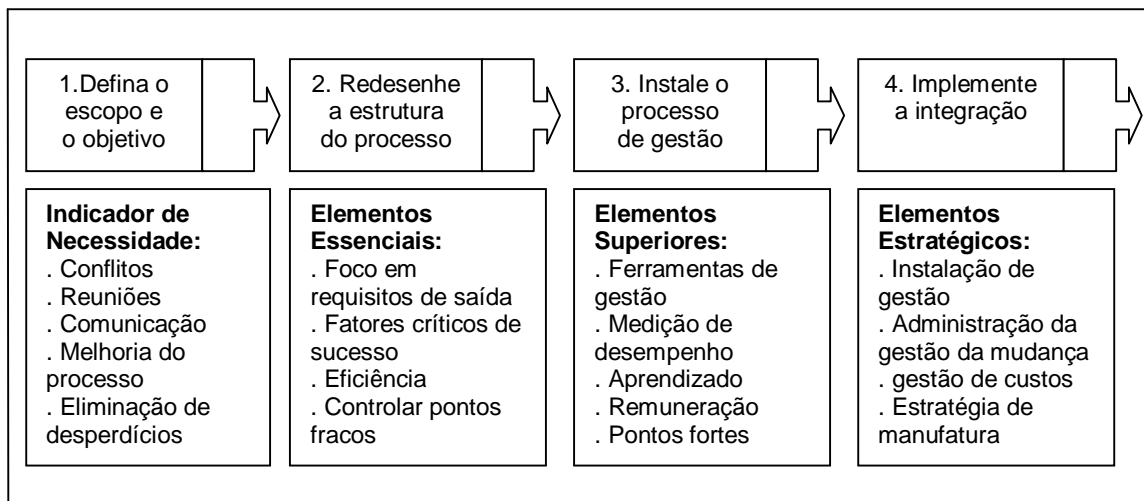 1.Defina o
escopo e
o objetivo
2. Redesenhe
a estrutura
do processo
3. Instale o
processo
de gestão
4. Implemente
a integração
Indicador de
Necessidade:
. Conflitos
. Reuniões
. Comunicação
. Melhoria do
processo
. Eliminação de
desperdícios
Elementos
Essenciais:
. Foco em
requisitos de saída
. Fatores críticos de
sucesso
. Eficiência
. Controlar pontos
fracos
Elementos
Superiores:
. Ferramentas de
gestão
. Medição de
desempenho
. Aprendizado
. Remuneração
. Pontos fortes
Elementos
Estratégicos:
. Instalação de
gestão
. Administração da
gestão da mudança
. gestão de custos
. Estratégia de
manufatura